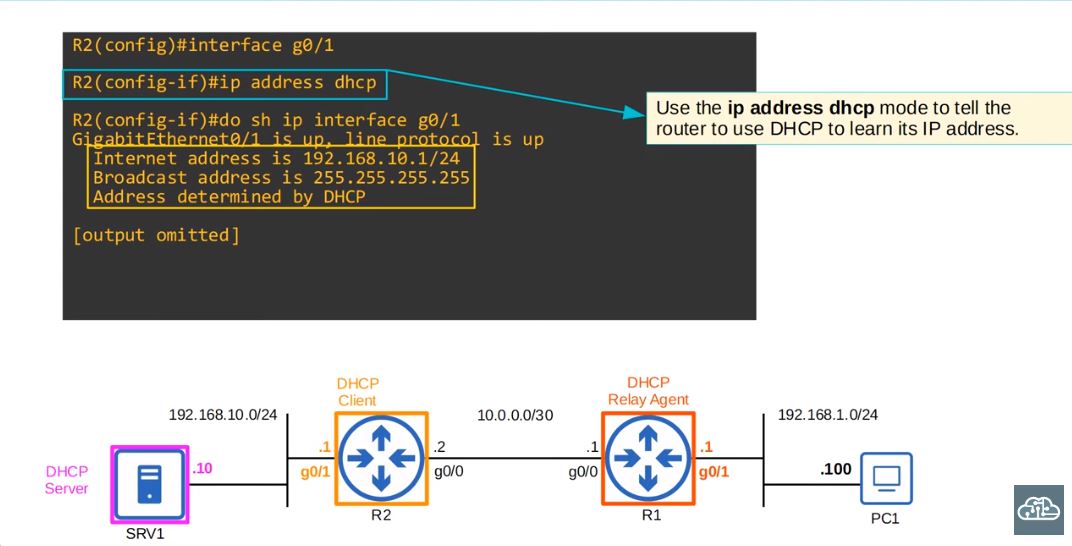 R2(config)#interface g0/1
R2(config-if)#ip address dhcp
Use the ip address dhcp mode to tell the
router to use DHCP to learn its IP address.
R2(config-if)#do sh ip interface g0/1
GigabitEthernet0/1 is up, line protocol is up
Internet address is 192.168.10.1/24
Broadcast address is 255.255.255.255
Address determined by DHCP
[output omitted]
DHCP
Client
DHCP
Relay Agent
192.168.10.0/24
10.0.0.0/30
192.168.1.0/24
DHCP
Server
.10
.1
g0/1
.2
g0/0
.1
g0/0
.1
g0/1
.100
SRV1
R2
R1
PC1